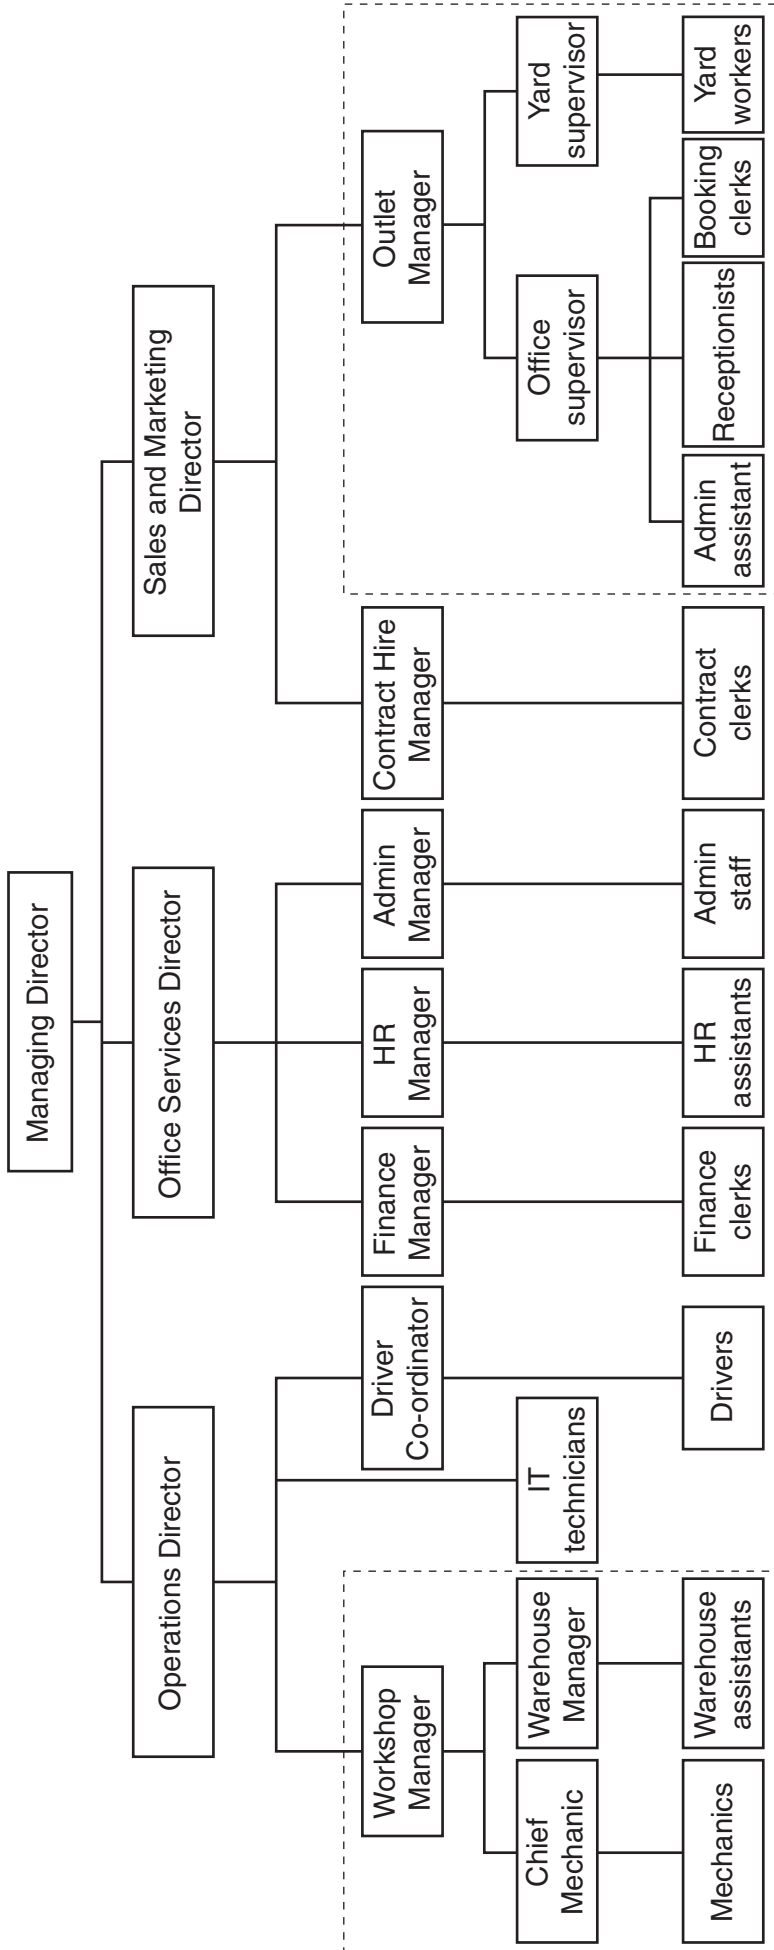 Managing Director
Operations Director
Office Services Director
Sales and Marketing
Director
Workshop
Manager
Driver
Co-ordinator
Finance
Manager
HR
Manager
Admin
Manager
Contract Hire
Manager
Outlet
Manager
Chief
Mechanic
Warehouse
Manager
IT
technicians
Office
supervisor
Yard
supervisor
Mechanics
Warehouse
assistants
Drivers
Finance
clerks
HR
assistants
Admin
staff
Contract
clerks
Admin
assistant
Receptionists
Booking
clerks
Yard
workers